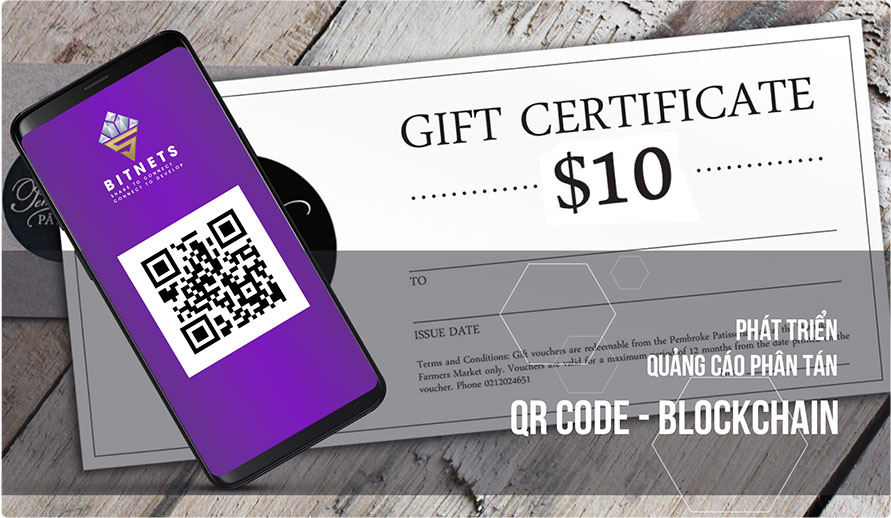 BITNETS
SHARE TO CONNECT
CONNECT TO DEVELOP
GIFT CERTIFICATE
$10
TO
ISSUE DATE
Terms and Conditions: Gift vouchers are redeemable from the Pembroke Patisserie
Farmers Market only. Vouchers are valid for a maximum period of 12 months from the date printed on the
voucher. Phone 0212024651
PHÁT TRIỂN
QUẢNG CÁO PHÂN TÁN
QR CODE - BLOCKCHAIN